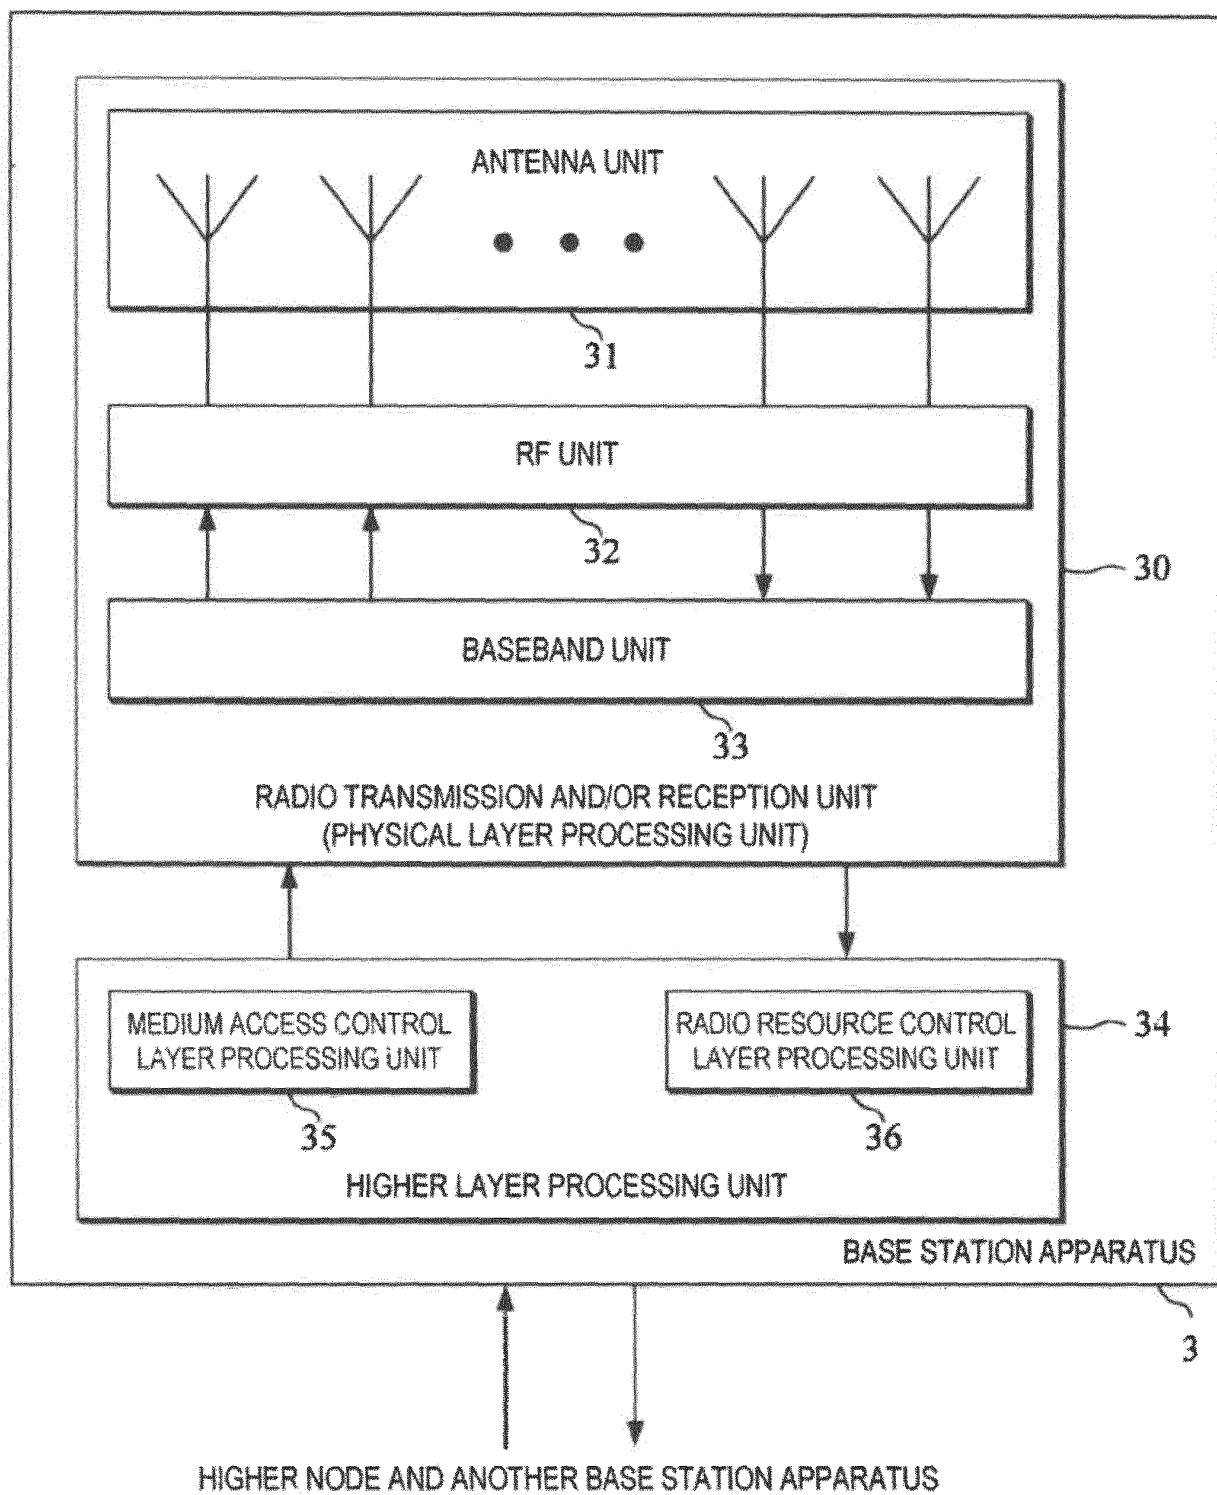 ANTENNA UNIT
31
RF UNIT
32
30
BASEBAND UNIT
33
RADIO TRANSMISSION AND/OR RECEPTION UNIT
(PHYSICAL LAYER PROCESSING UNIT)
MEDIUM ACCESS CONTROL
LAYER PROCESSING UNIT
RADIO RESOURCE CONTROL
LAYER PROCESSING UNIT
34
35
36
HIGHER LAYER PROCESSING UNIT
BASE STATION APPARATUS
3
HIGHER NODE AND ANOTHER BASE STATION APPARATUS